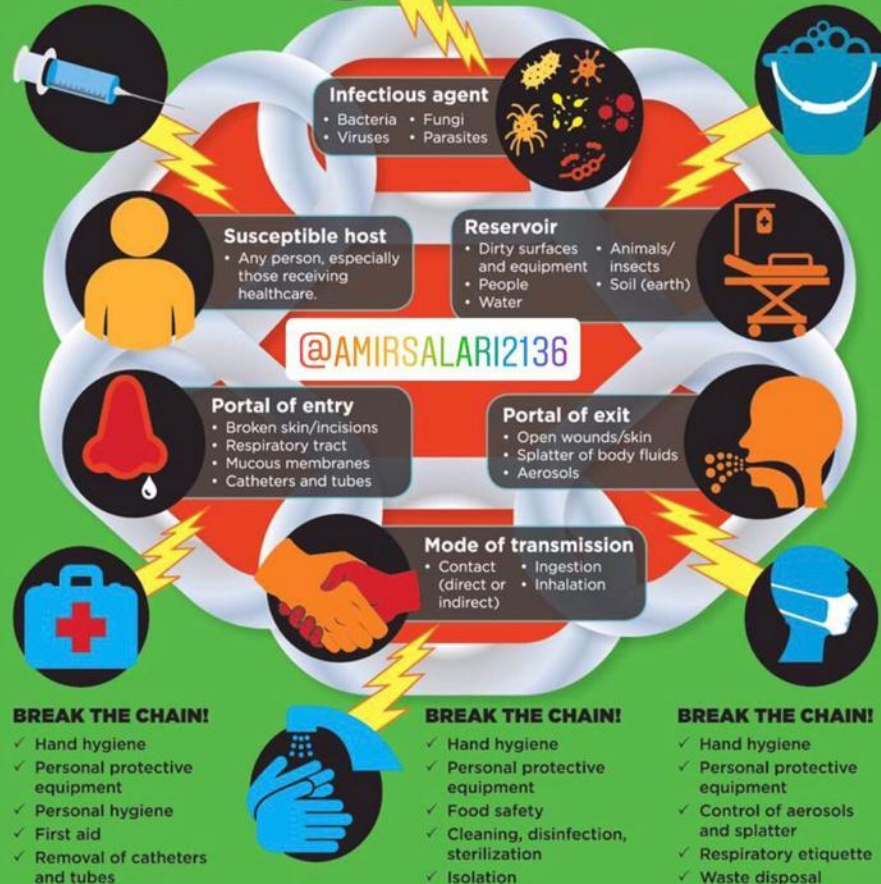 Infectious agent
• Bacteria • Fungi
• Viruses • Parasites
Susceptible host
• Any person, especially
those receiving
healthcare.
Reservoir
• Dirty surfaces • Animals/
and equipment insects
• People • Soil (earth)
• Water
@AMIRSALARI2136
Portal of entry
• Broken skin/incisions
• Respiratory tract
• Mucous membranes
• Catheters and tubes
Portal of exit
• Open wounds/skin
• Splatter of body fluids
• Aerosols
Mode of transmission
• Contact • Ingestion
(direct or • Inhalation
indirect)
BREAK THE CHAIN!
✓ Hand hygiene
✓ Personal protective
equipment
✓ Personal hygiene
✓ First aid
✓ Removal of catheters
and tubes
BREAK THE CHAIN!
✓ Hand hygiene
✓ Personal protective
equipment
✓ Food safety
✓ Cleaning, disinfection,
sterilization
✓ Isolation
BREAK THE CHAIN!
✓ Hand hygiene
✓ Personal protective
equipment
✓ Control of aerosols
and splatter
✓ Respiratory etiquette
✓ Waste disposal